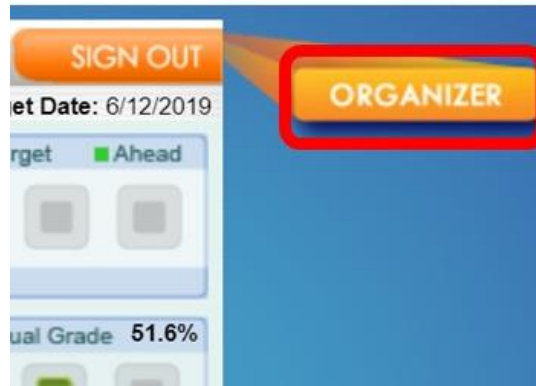 SIGN OUT
ORGANIZER
et Date: 6/12/2019
rget Ahead
ual Grade 51.6%